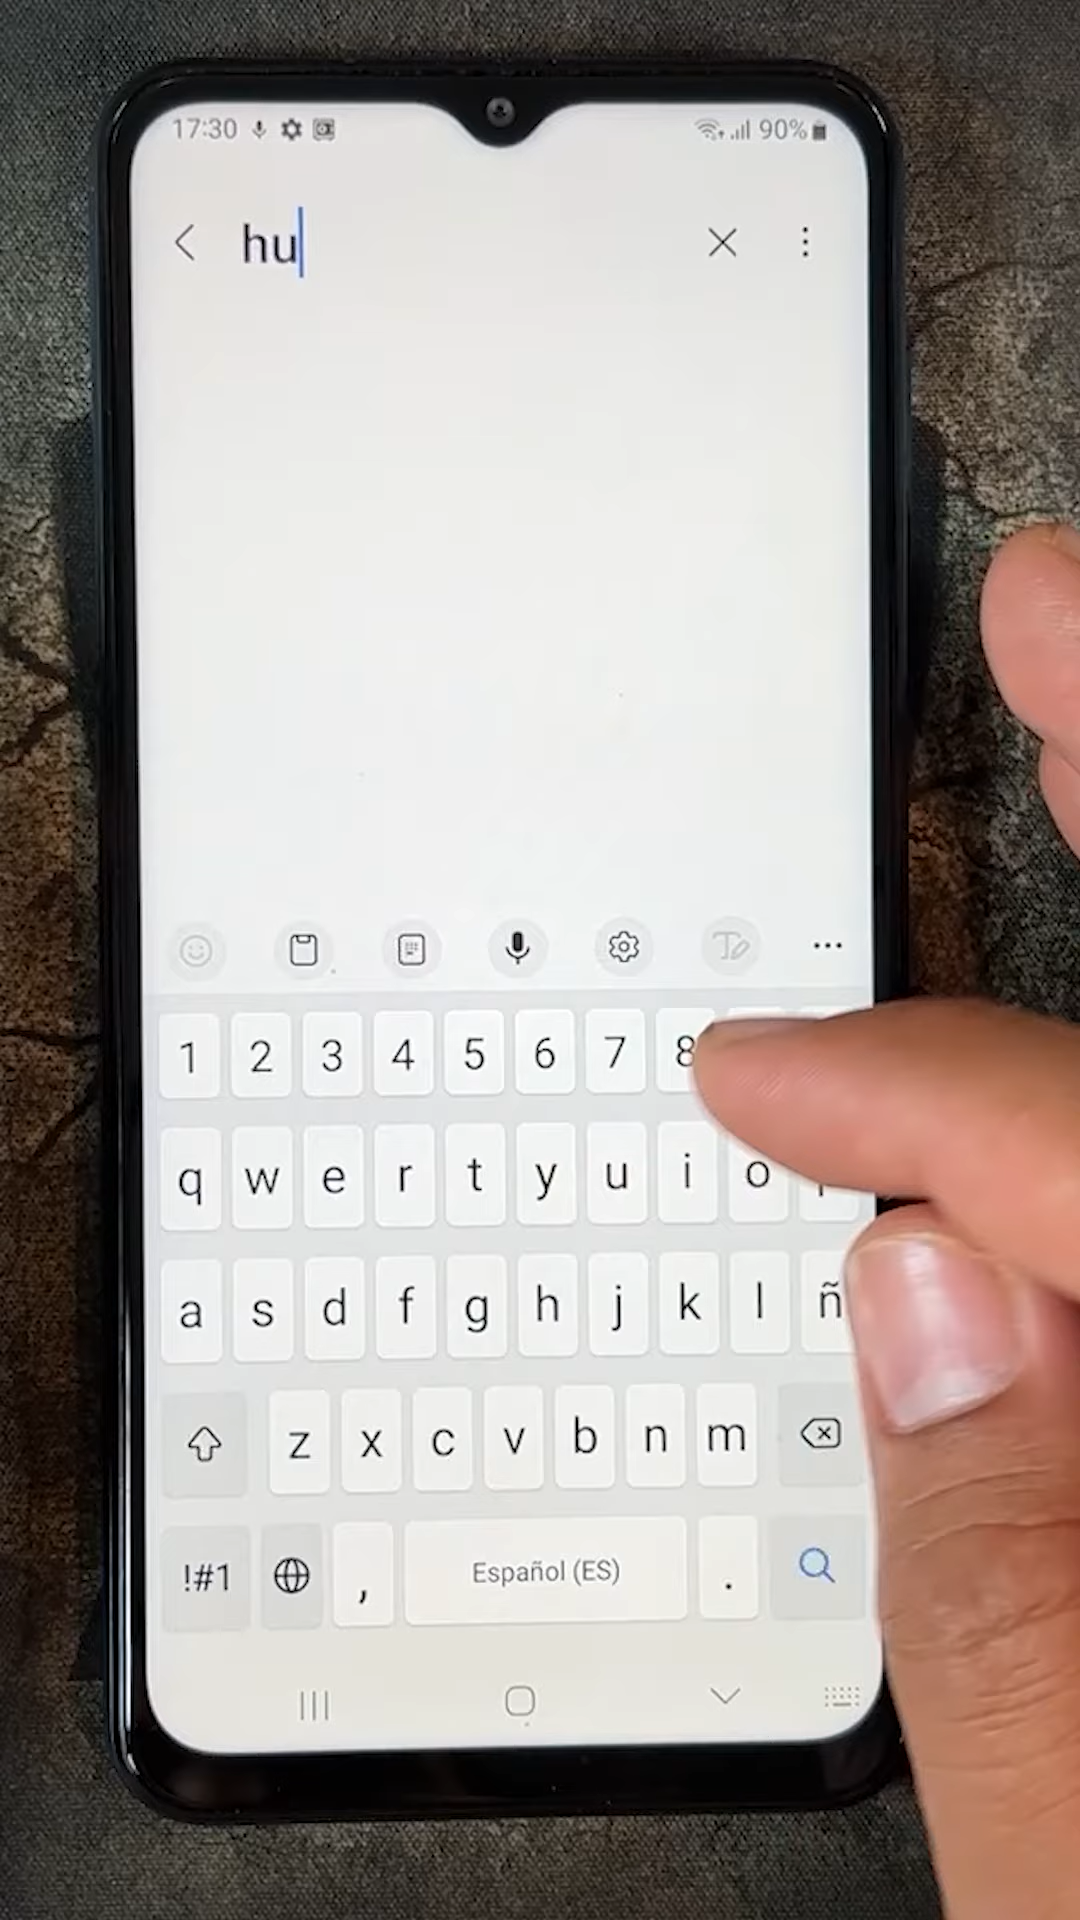 17:30 90%
hu
1 2 3 4 5 6 7 8
q w e r t y u i o
a s d f g h j k l ñ
z x c v b n m
!#1 , Español (ES) .